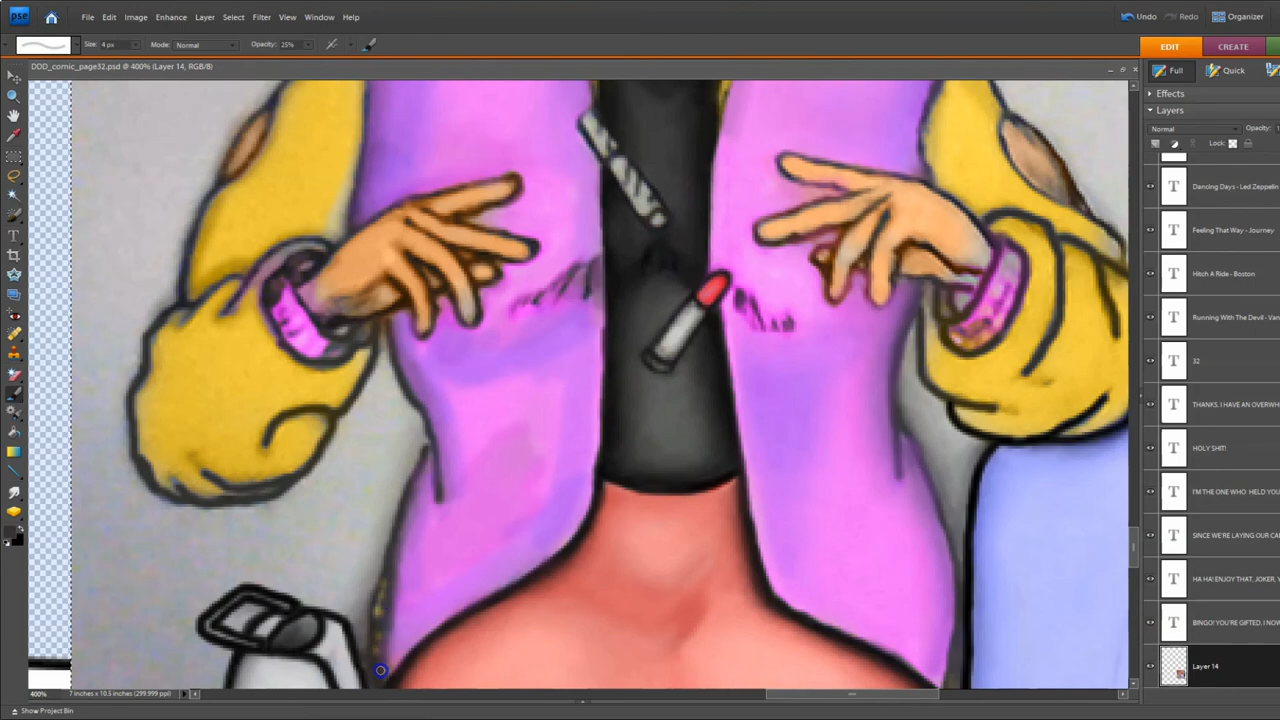 pse
File Edit Image Enhance Layer Select Filter View Window Help
Undo Redo Organizer
Size: 4 px Mode: Normal Opacity: 25%
EDIT CREATE
DDD_comic_page32.psd @ 400% (Layer 14, RGB/8)
Full Quick
Effects
Layers
Normal Opacity:
Lock:
T Dancing Days - Led Zeppelin
T Feeling That Way - Journey
T Hitch A Ride - Boston
T Running With The Devil - Van
T 32
T THANKS. I HAVE AN OVERWH
T HOLY SHIT!
T I'M THE ONE WHO HELD YOU
T SINCE WE'RE LAYING OUR CA
T HA HA! ENJOY THAT, JOKER, Y
T BINGO! YOU'RE GIFTED. I NOW
Layer 14
400% 7 inches x 10.5 inches (299.999 ppi)
Show Project Bin